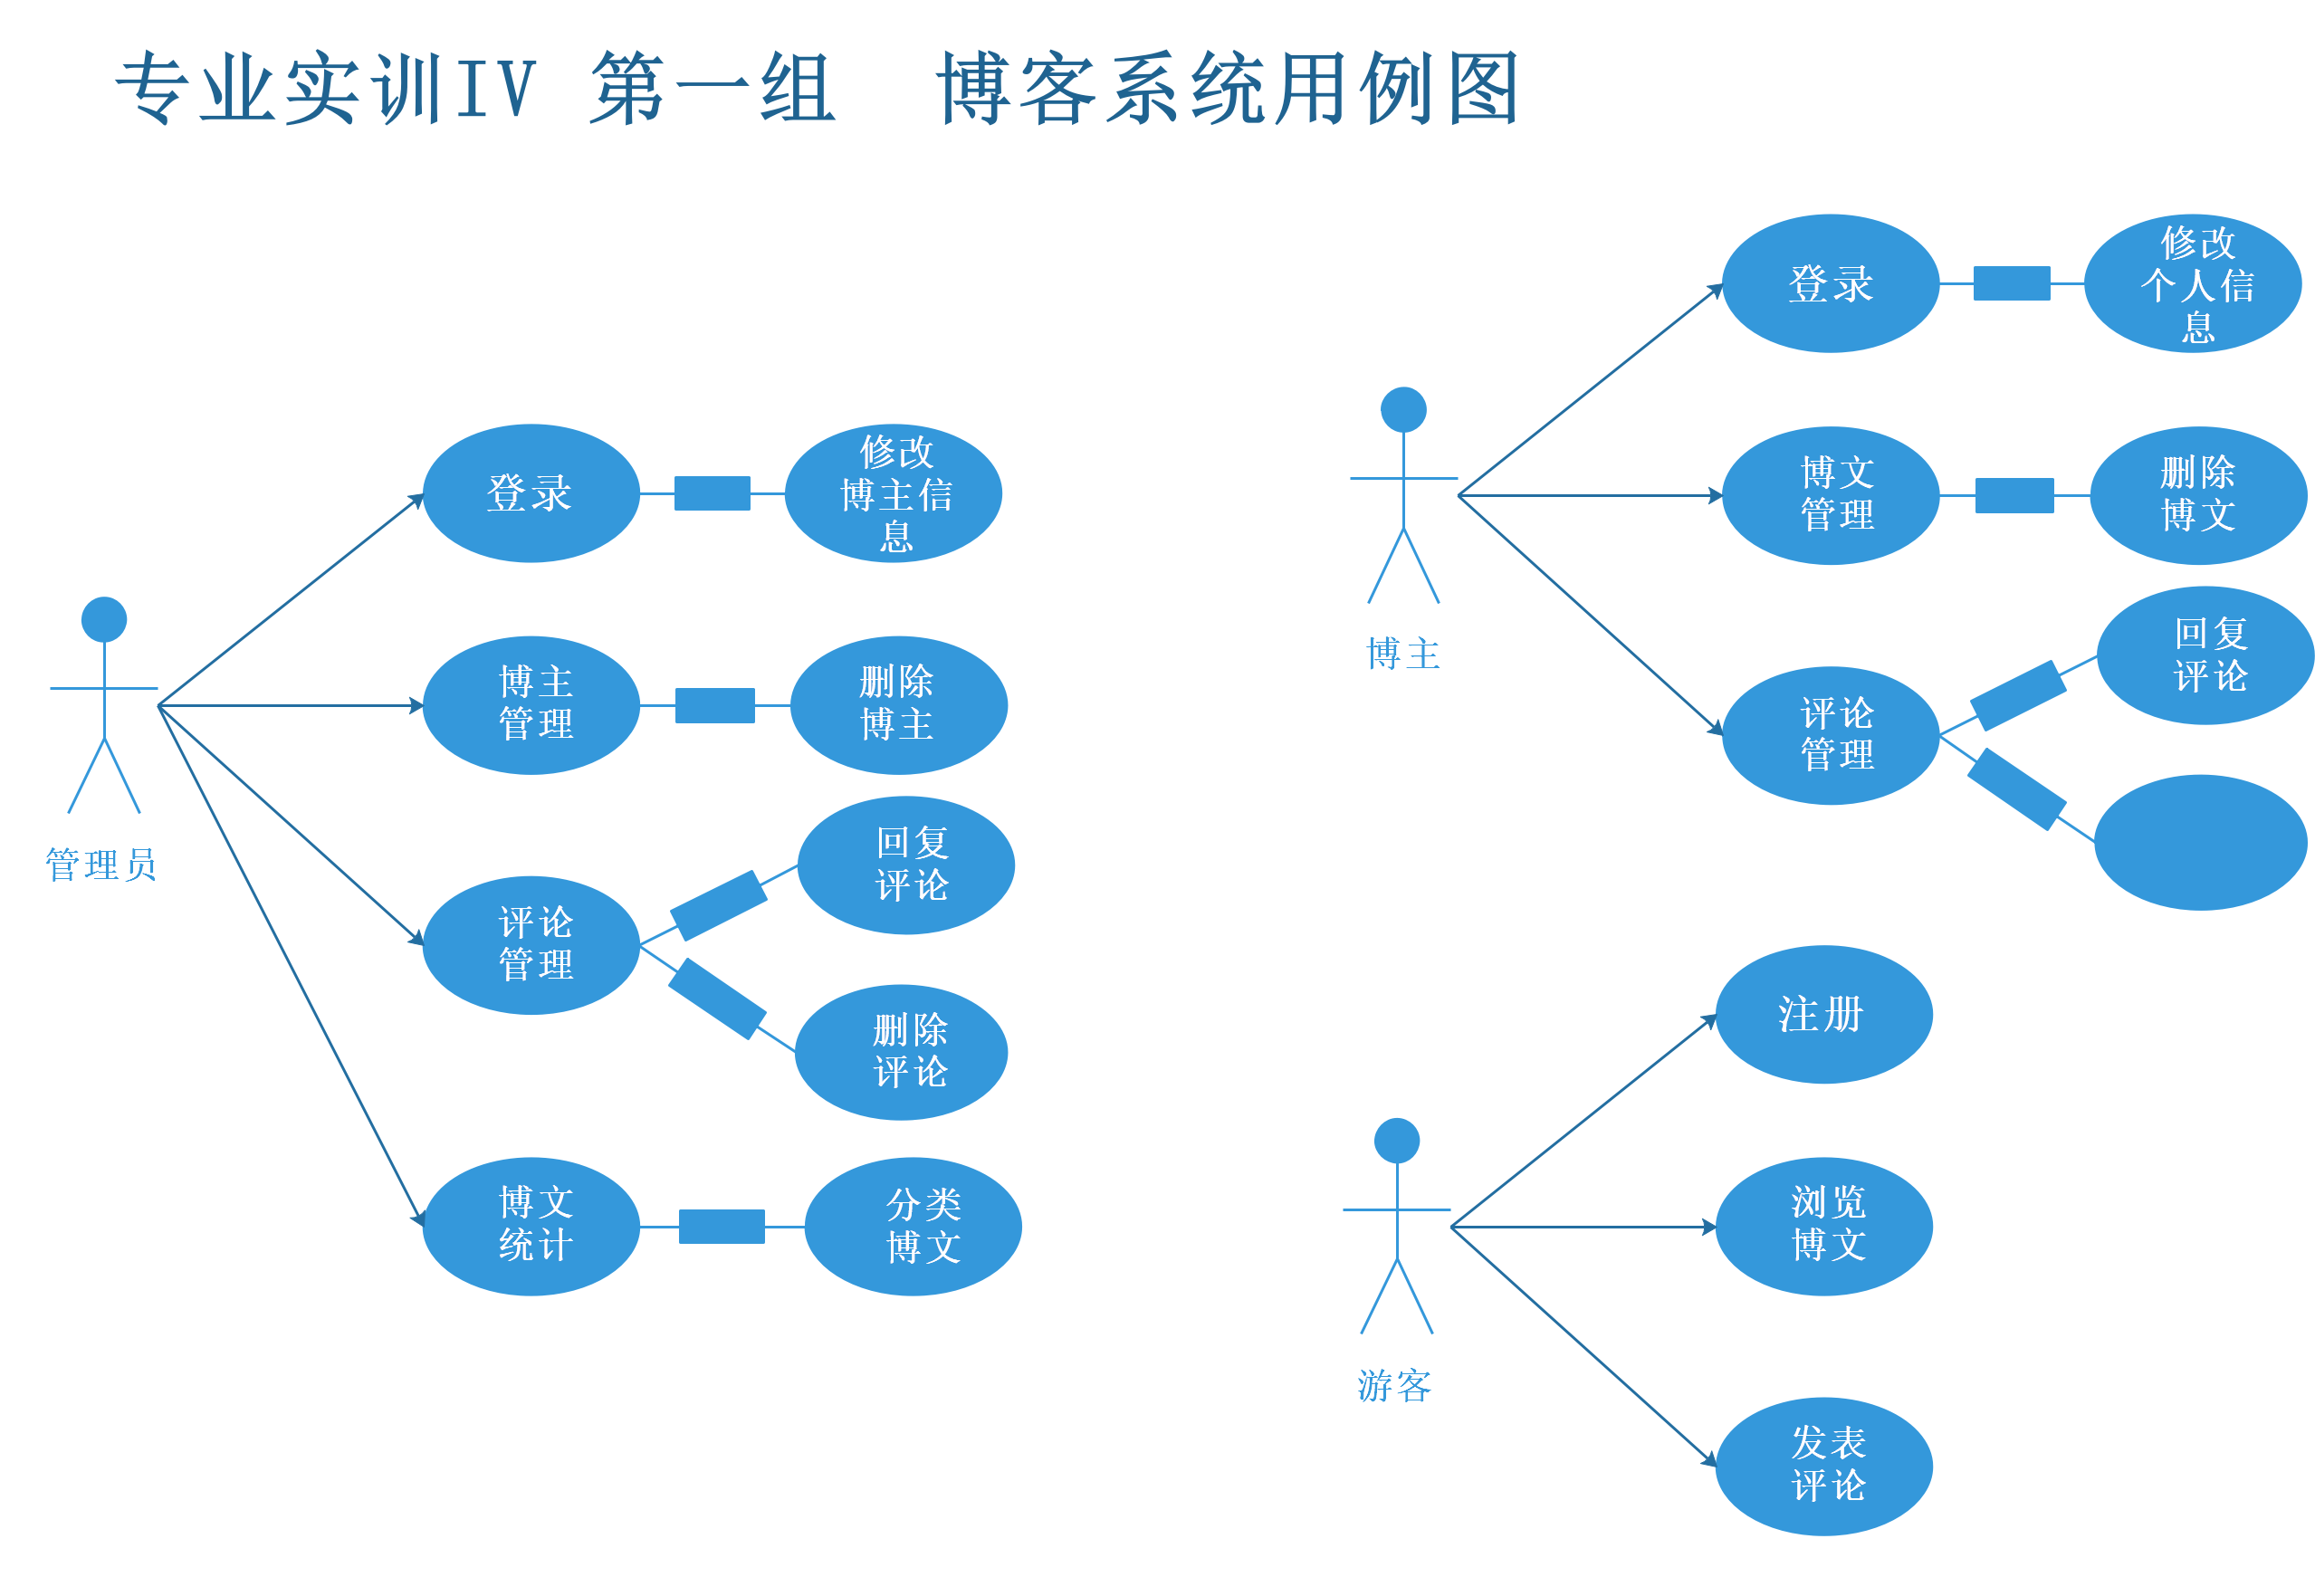 专业实训IV 第一组 博客系统用例图
管理员
登录
修改
博主信
息
博主
管理
删除
博主
评论
管理
回复
评论
删除
评论
博文
统计
分类
博文
博主
登录
修改
个人信
息
博文
管理
删除
博文
评论
管理
回复
评论
游客
注册
浏览
博文
发表
评论